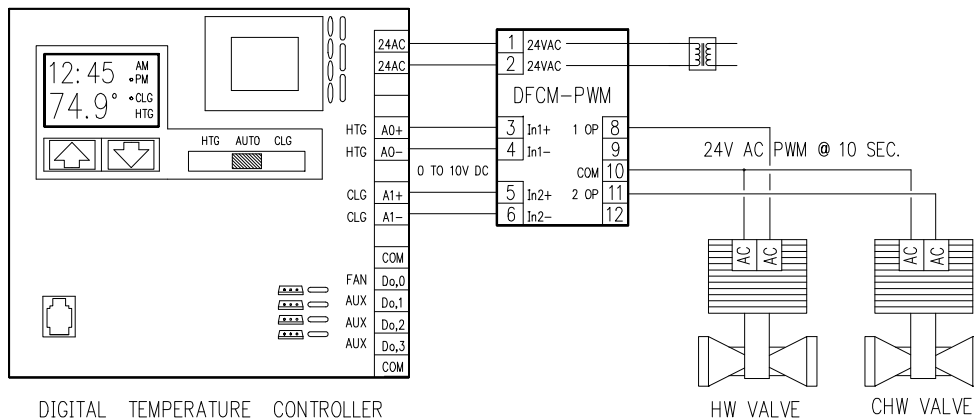 12:45 AM
PM
74.9° CLG
HTG
HTG AUTO CLG
24AC
24AC
HTG A0+
HTG A0-
0 TO 10V DC
CLG A1+
CLG A1-
COM
FAN Do,0
AUX Do,1
AUX Do,2
AUX Do,3
COM
DIGITAL TEMPERATURE CONTROLLER
1 24VAC
2 24VAC
DFCM-PWM
3 In1+ 1 OP 8
4 In1- 9
COM 10
5 In2+ 2 OP 11
6 In2- 12
24V AC PWM @ 10 SEC.
AC AC
HW VALVE
AC AC
CHW VALVE